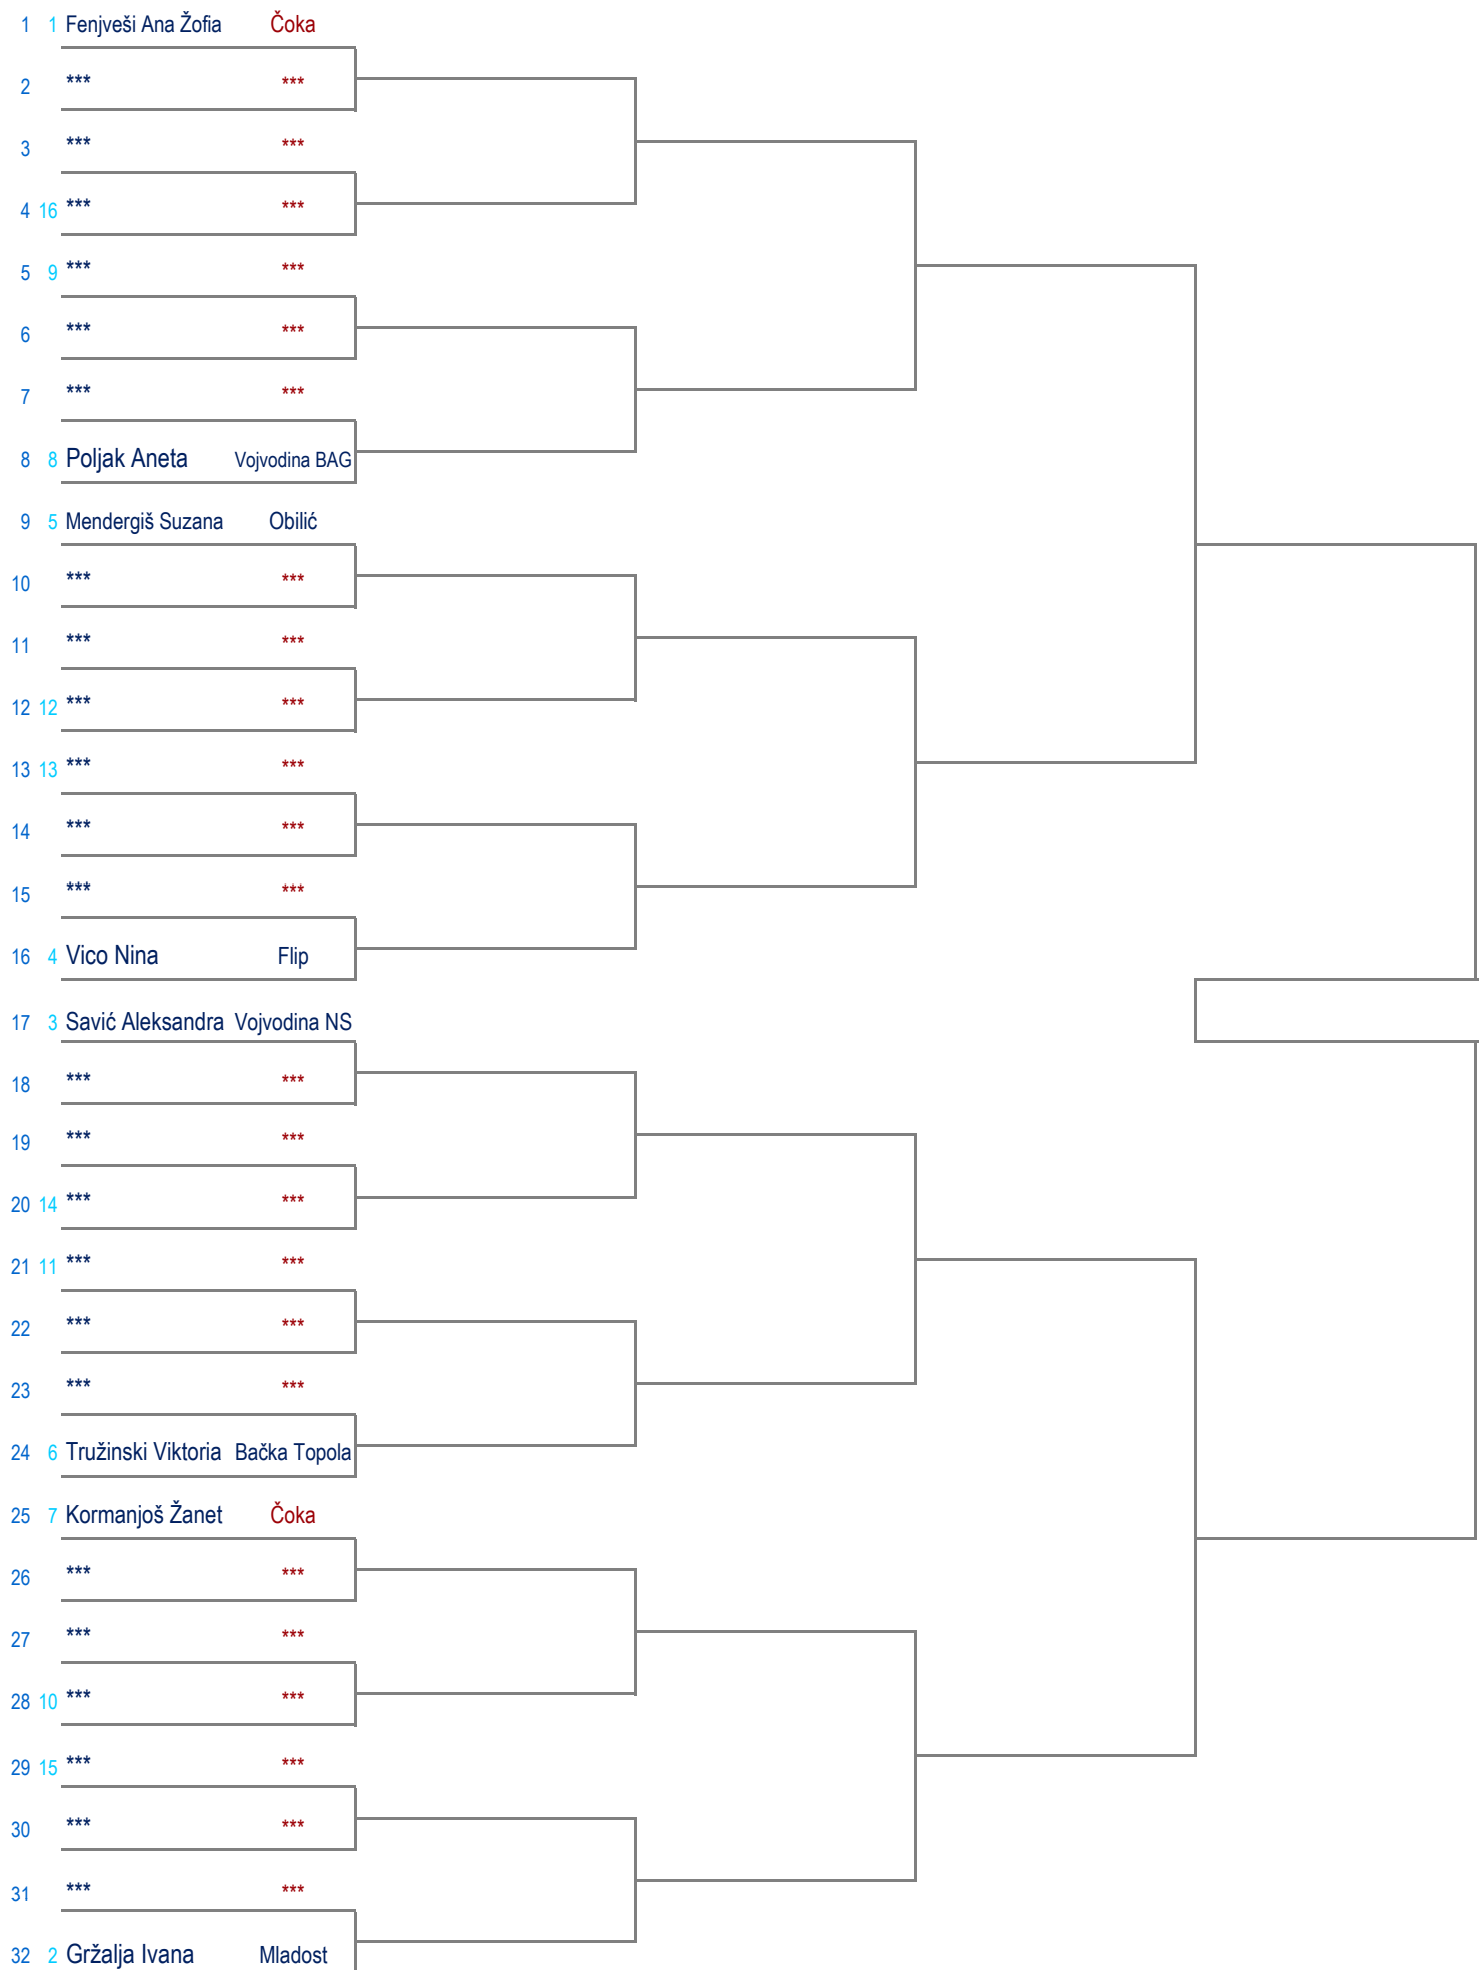 1 1 Fenjveši Ana Žofia Čoka
2 *** ***
3 *** ***
4 16 *** ***
5 9 *** ***
6 *** ***
7 *** ***
8 8 Poljak Aneta Vojvodina BAG
9 5 Mendergiš Suzana Obilić
10 *** ***
11 *** ***
12 12 *** ***
13 13 *** ***
14 *** ***
15 *** ***
16 4 Vico Nina Flip
17 3 Savić Aleksandra Vojvodina NS
18 *** ***
19 *** ***
20 14 *** ***
21 11 *** ***
22 *** ***
23 *** ***
24 6 Tružinski Viktoria Bačka Topola
25 7 Kormanjoš Žanet Čoka
26 *** ***
27 *** ***
28 10 *** ***
29 15 *** ***
30 *** ***
31 *** ***
32 2 Gržalja Ivana Mladost